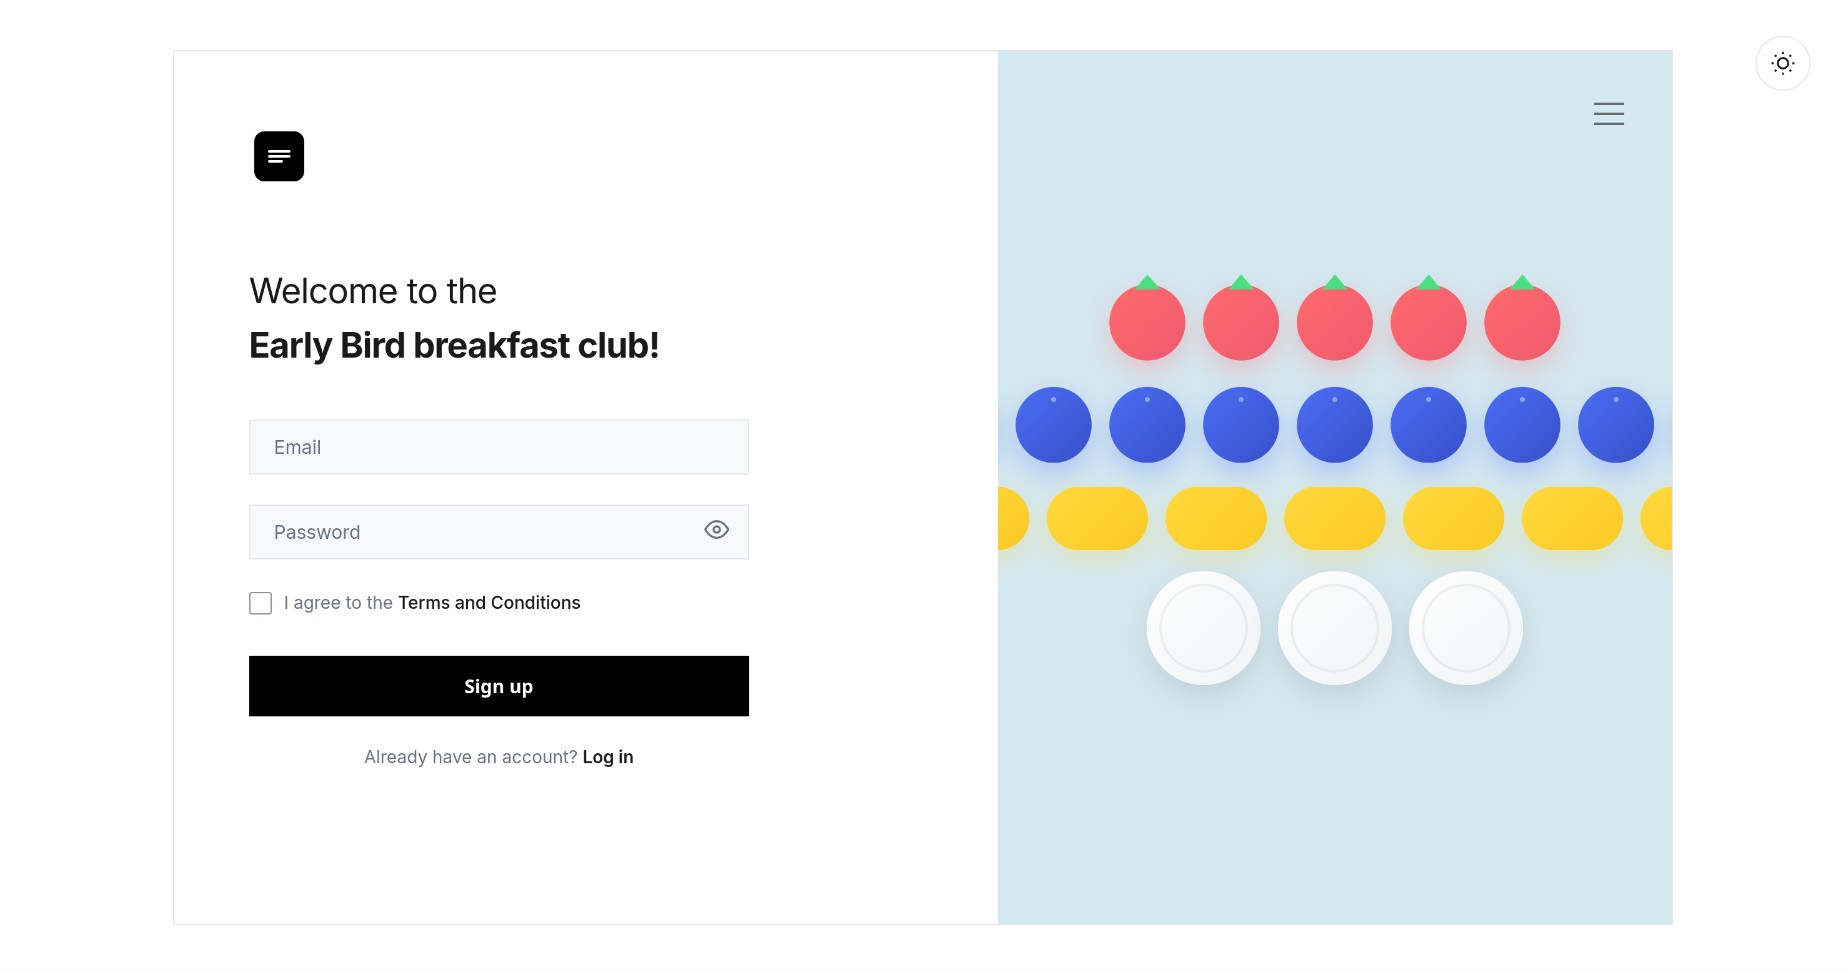 Welcome to the
Early Bird breakfast club!
Email
Password
I agree to the Terms and Conditions
Sign up
Already have an account? Log in